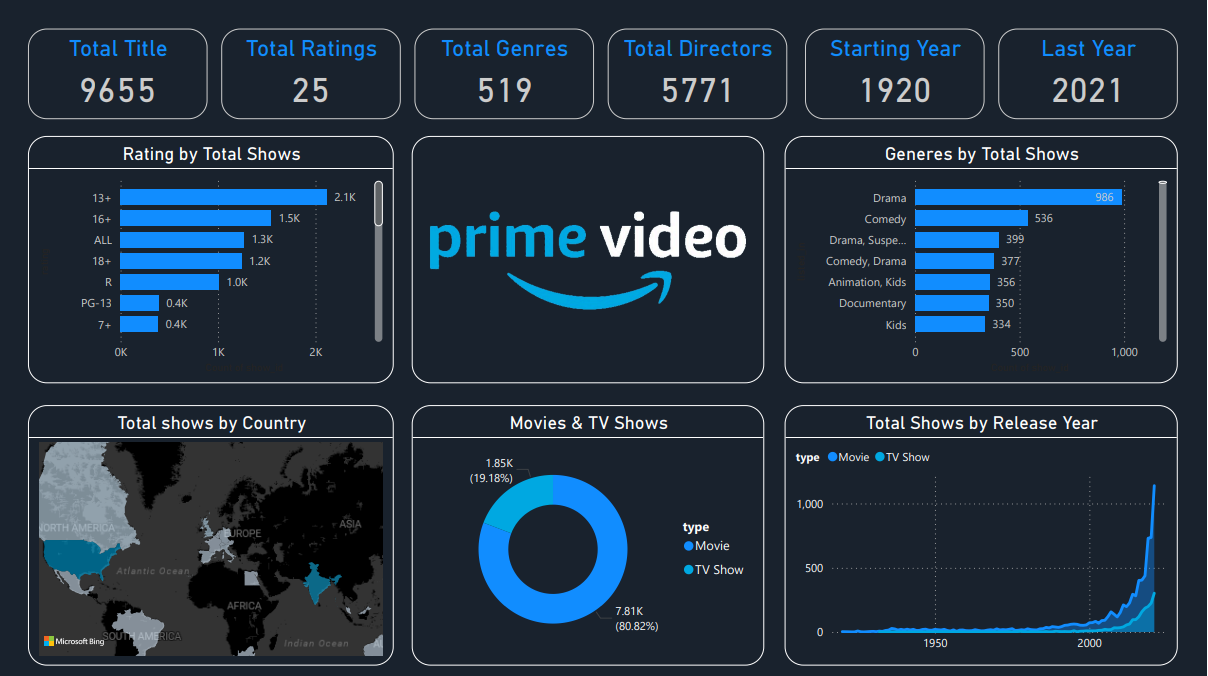 Total Title
9655
Total Ratings
25
Total Genres
519
Total Directors
5771
Starting Year
1920
Last Year
2021
Rating by Total Shows
13+
2.1K
16+
1.5K
ALL
1.3K
18+
1.2K
R
1.0K
PG-13
0.4K
7+
0.4K
0K
1K
2K
prime video
Generes by Total Shows
Drama
986
Comedy
536
Drama, Suspe...
399
Comedy, Drama
377
Animation, Kids
356
Documentary
350
Kids
334
0
500
1,000
Total shows by Country
NORTH AMERICA
EUROPE
ASIA
Atlantic Ocean
AFRICA
SOUTH AMERICA
Indian Ocean
Microsoft Bing
Movies & TV Shows
1.85K
(19.18%)
type
Movie
TV Show
7.81K
(80.82%)
Total Shows by Release Year
type Movie TV Show
1,000
500
0
1950
2000